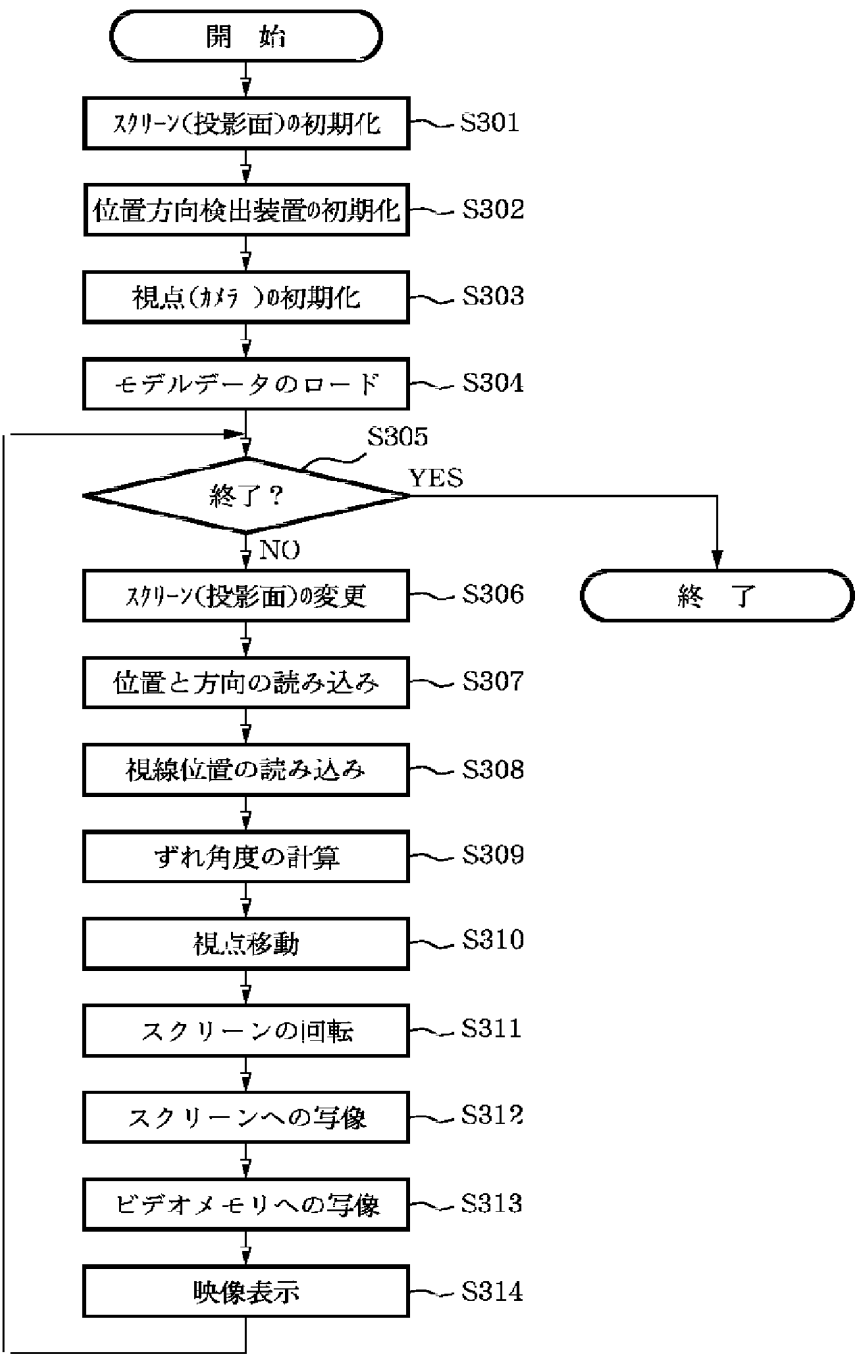 開 始
ｽｸﾘｰﾝ(投影面)の初期化 S301
位置方向検出装置の初期化 S302
視点(ｶﾒﾗ )の初期化 S303
モデルデータのロード S304
S305
終了? YES
NO
ｽｸﾘｰﾝ(投影面)の変更 S306
終 了
位置と方向の読み込み S307
視線位置の読み込み S308
ずれ角度の計算 S309
視点移動 S310
スクリーンの回転 S311
スクリーンへの写像 S312
ビデオメモリへの写像 S313
映像表示 S314